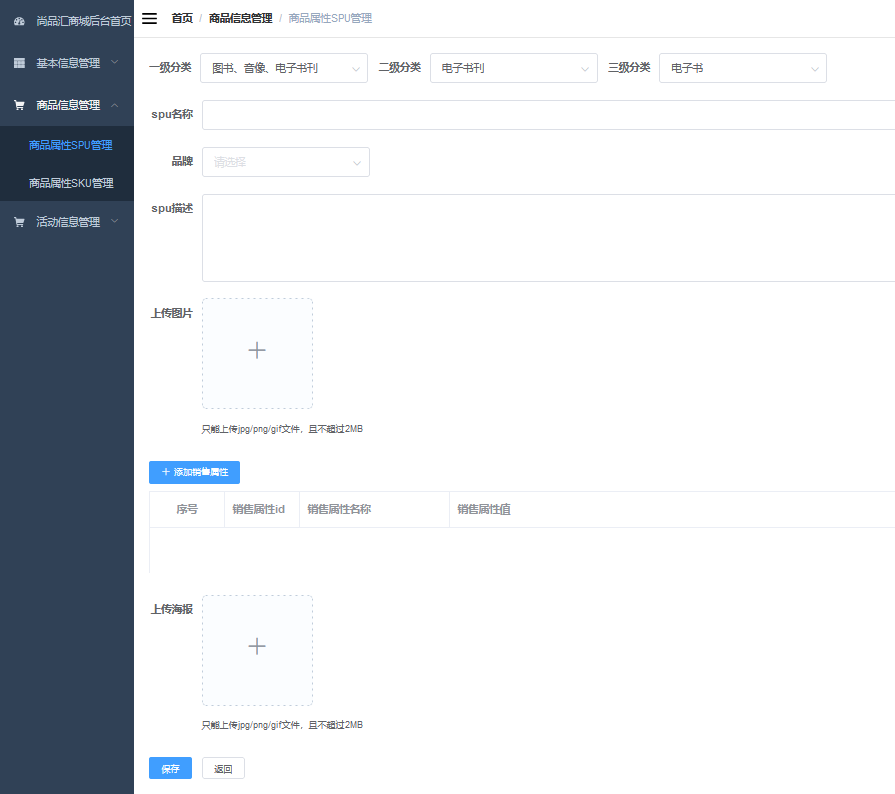 尚品汇商城后台首页
基本信息管理
商品信息管理
商品属性SPU管理
商品属性SKU管理
活动信息管理
首页 / 商品信息管理 / 商品属性SPU管理
一级分类 图书、音像、电子书刊 二级分类 电子书刊 三级分类 电子书
spu名称
品牌 请选择
spu描述
上传图片
只能上传jpg/png/gif文件，且不超过2MB
添加销售属性
序号 销售属性id 销售属性名称 销售属性值
上传海报
只能上传jpg/png/gif文件，且不超过2MB
保存 返回